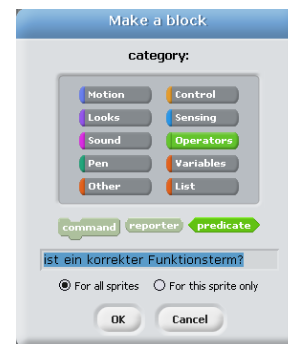 Make a block
category:
Motion Control
Looks Sensing
Sound Operators
Pen Variables
Other List
command reporter predicate
ist ein korrekter Funktionsterm?
For all sprites For this sprite only
OK Cancel